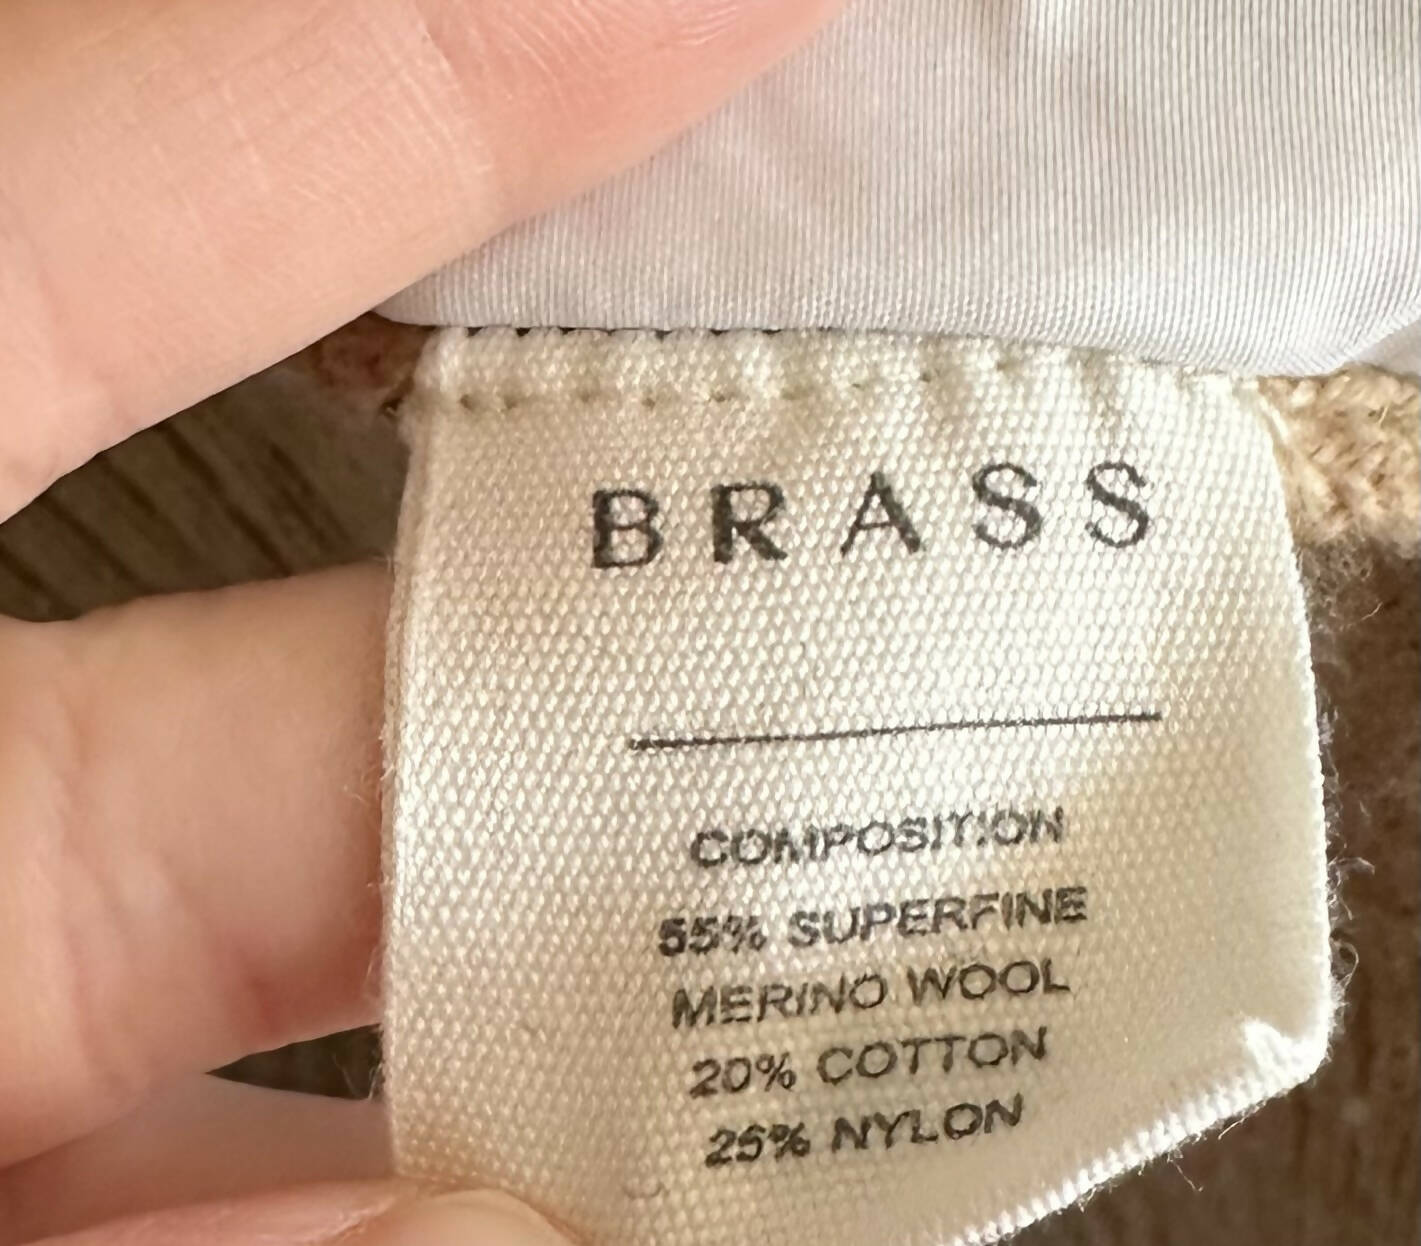 BRASS
COMPOSITION
55% SUPERFINE
MERINO WOOL
20% COTTON
25% NYLON